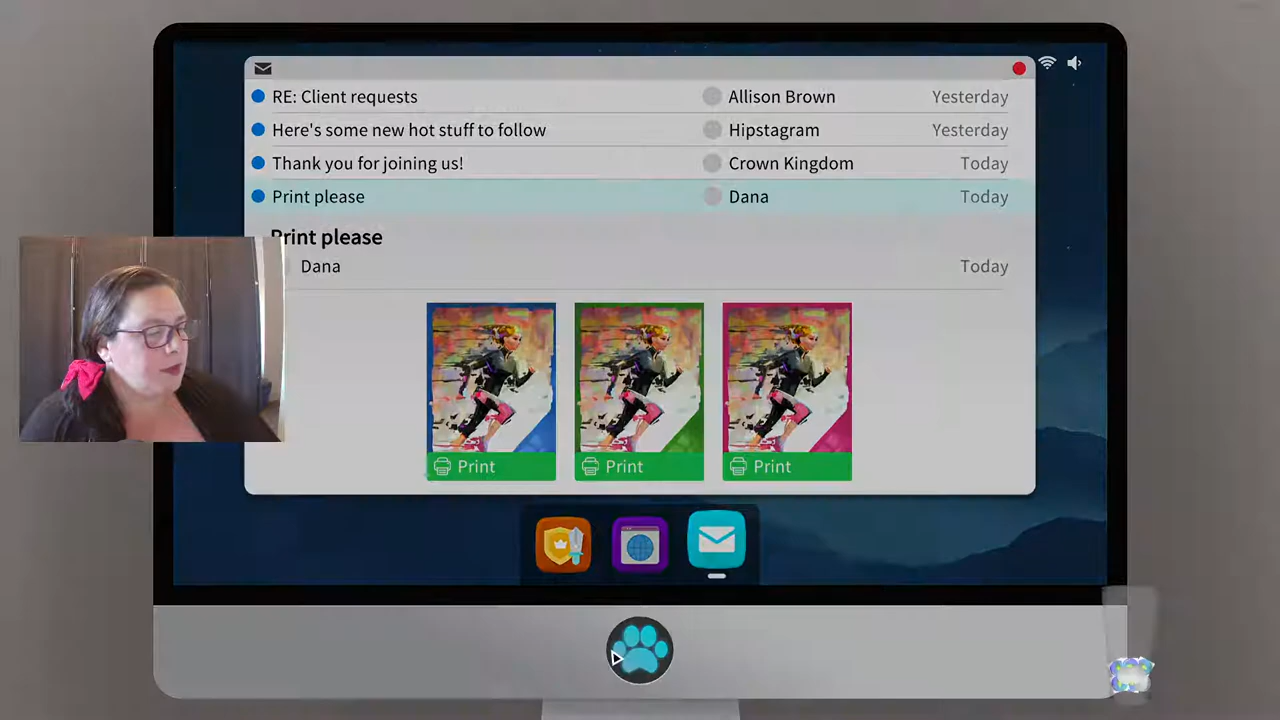 RE: Client requests Allison Brown Yesterday
Here's some new hot stuff to follow Hipstagram Yesterday
Thank you for joining us! Crown Kingdom Today
Print please Dana Today
Print please
Dana Today
Print Print Print